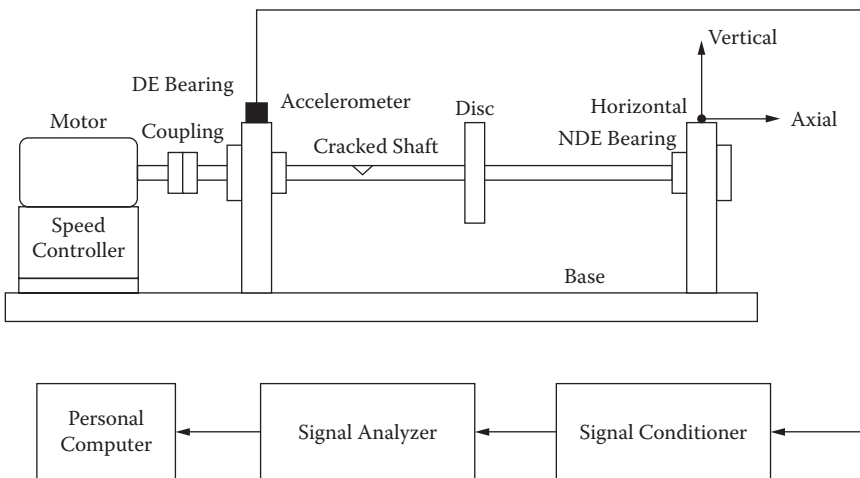 Vertical
DE Bearing
Accelerometer
Horizontal
Disc
Axial
Motor
Coupling
Cracked Shaft
NDE Bearing
Speed
Controller
Base
Personal
Computer
Signal Analyzer
Signal Conditioner